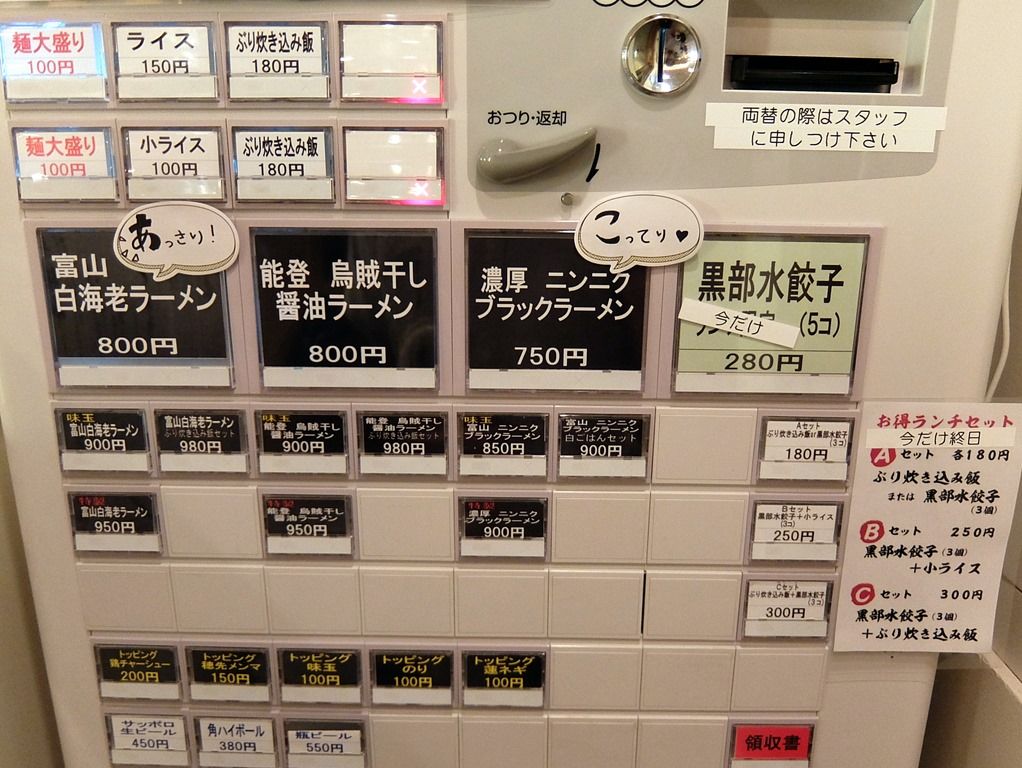 麺大盛り
100円
ライス
150円
ぶり炊き込み飯
180円
麺大盛り
100円
小ライス
100円
ぶり炊き込み飯
180円
おつり・返却
両替の際はスタッフ
に申しつけ下さい
あっさり!
こってり♥
富山
白海老ラーメン
800円
能登 烏賊干し
醤油ラーメン
800円
濃厚 ニンニク
ブラックラーメン
750円
黒部水餃子
今だけ
(5コ)
280円
味玉
富山白海老ラーメン
900円
富山白海老ラーメン
ぶり炊き込み飯セット
980円
味玉
能登 烏賊干し
醤油ラーメン
900円
能登 烏賊干し
醤油ラーメン
ぶり炊き込み飯セット
980円
味玉
富山 ニンニク
ブラックラーメン
850円
富山 ニンニク
ブラックラーメン
白ごはんセット
900円
Aセット
ぶり炊き込み飯or黒部水餃子
(3コ)
180円
特製
富山白海老ラーメン
950円
特製
能登 烏賊干し
醤油ラーメン
950円
特製
濃厚 ニンニク
ブラックラーメン
900円
Bセット
黒部水餃子+小ライス
(3コ)
250円
Cセット
ぶり炊き込み飯+黒部水餃子
(3コ)
300円
お得ランチセット
今だけ終日
Aセット 各180円
ぶり炊き込み飯
または 黒部水餃子
(3個)
Bセット 250円
黒部水餃子(3個)
+小ライス
Cセット 300円
黒部水餃子(3個)
+ぶり炊き込み飯
トッピング
鶏チャーシュー
200円
トッピング
穂先メンマ
150円
トッピング
味玉
100円
トッピング
のり
100円
トッピング
蓮ネギ
100円
サッポロ
生ビール
450円
角ハイボール
380円
瓶ビール
550円
領収書